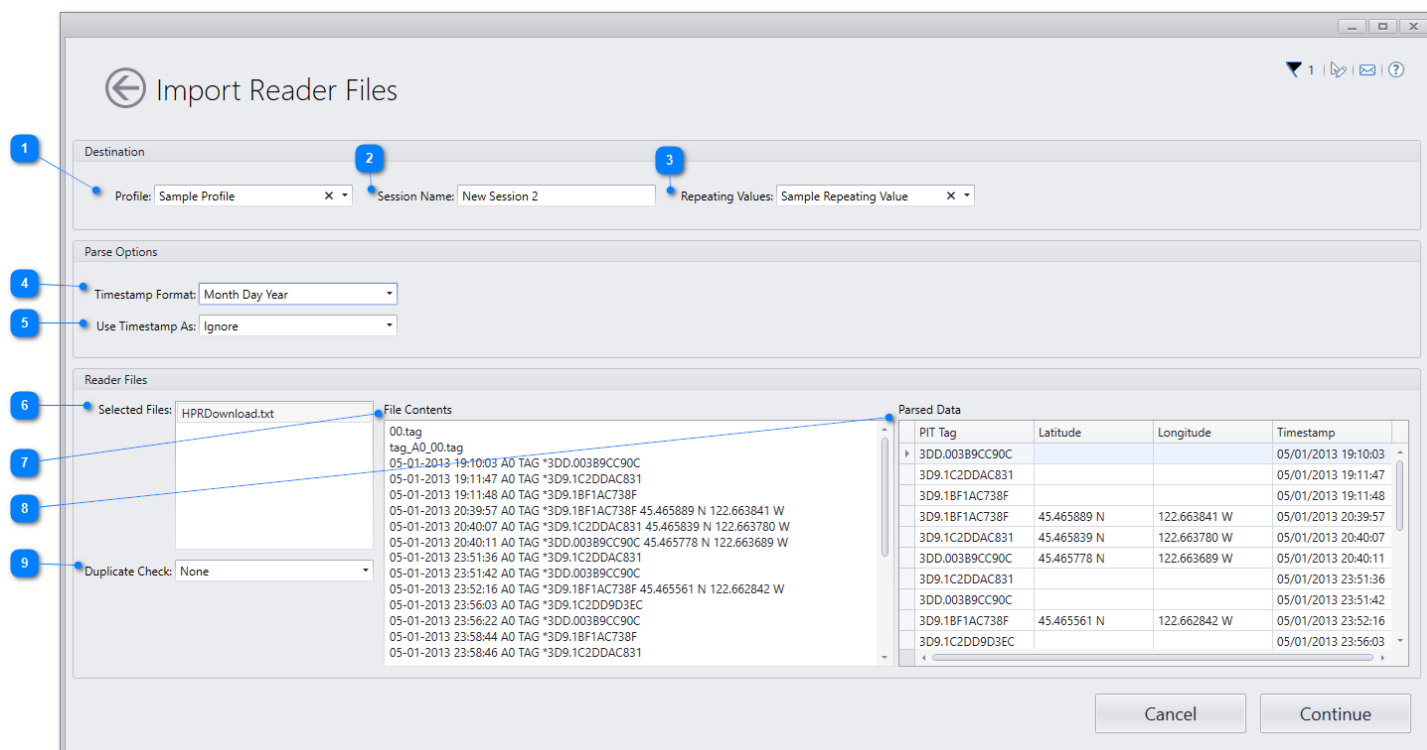 1
Import Reader Files
1
Destination
2
3
Profile: Sample Profile
Session Name: New Session 2
Repeating Values: Sample Repeating Value
Parse Options
4
Timestamp Format: Month Day Year
5
Use Timestamp As: Ignore
Reader Files
6
Selected Files: HPRDownload.txt
7
File Contents
00.tag
tag_A0_00.tag
05-01-2013 19:10:03 A0 TAG *3DD.003B9CC90C
05-01-2013 19:11:47 A0 TAG *3D9.1C2DDAC831
05-01-2013 19:11:48 A0 TAG *3D9.1BF1AC738F
05-01-2013 20:39:57 A0 TAG *3D9.1BF1AC738F 45.465889 N 122.663841 W
05-01-2013 20:40:07 A0 TAG *3D9.1C2DDAC831 45.465839 N 122.663780 W
05-01-2013 20:40:11 A0 TAG *3DD.003B9CC90C 45.465778 N 122.663689 W
05-01-2013 23:51:36 A0 TAG *3D9.1C2DDAC831
05-01-2013 23:51:42 A0 TAG *3DD.003B9CC90C
05-01-2013 23:52:16 A0 TAG *3D9.1BF1AC738F 45.465561 N 122.662842 W
05-01-2013 23:56:03 A0 TAG *3D9.1C2DD9D3EC
05-01-2013 23:56:22 A0 TAG *3DD.003B9CC90C
05-01-2013 23:58:44 A0 TAG *3D9.1BF1AC738F
05-01-2013 23:58:46 A0 TAG *3D9.1C2DDAC831
8
Parsed Data
PIT Tag Latitude Longitude Timestamp
3DD.003B9CC90C 05/01/2013 19:10:03
3D9.1C2DDAC831 05/01/2013 19:11:47
3D9.1BF1AC738F 05/01/2013 19:11:48
3D9.1BF1AC738F 45.465889 N 122.663841 W 05/01/2013 20:39:57
3D9.1C2DDAC831 45.465839 N 122.663780 W 05/01/2013 20:40:07
3DD.003B9CC90C 45.465778 N 122.663689 W 05/01/2013 20:40:11
3D9.1C2DDAC831 05/01/2013 23:51:36
3DD.003B9CC90C 05/01/2013 23:51:42
3D9.1BF1AC738F 45.465561 N 122.662842 W 05/01/2013 23:52:16
3D9.1C2DD9D3EC 05/01/2013 23:56:03
9
Duplicate Check: None
Cancel
Continue